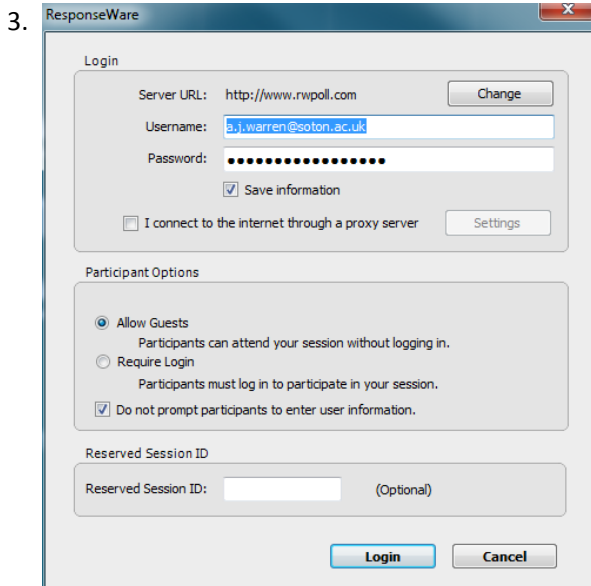 3.
ResponseWare
X
Login
Server URL: http://www.rwpoll.com Change
Username: a.j.warren@soton.ac.uk
Password: •••••••••••••••••
Save information
I connect to the internet through a proxy server Settings
Participant Options
Allow Guests
Participants can attend your session without logging in.
Require Login
Participants must log in to participate in your session.
Do not prompt participants to enter user information.
Reserved Session ID
Reserved Session ID: (Optional)
Login Cancel